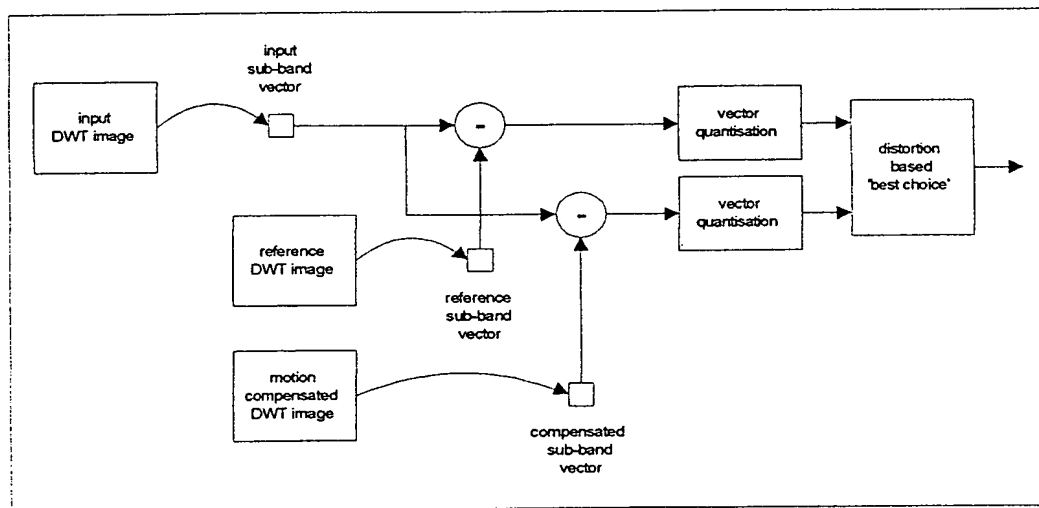 input
sub-band
vector
input
DWT image
-
vector
quantisation
distortion
based
"best choice"
-
vector
quantisation
reference
DWT image
reference
sub-band
vector
motion
compensated
DWT image
compensated
sub-band
vector